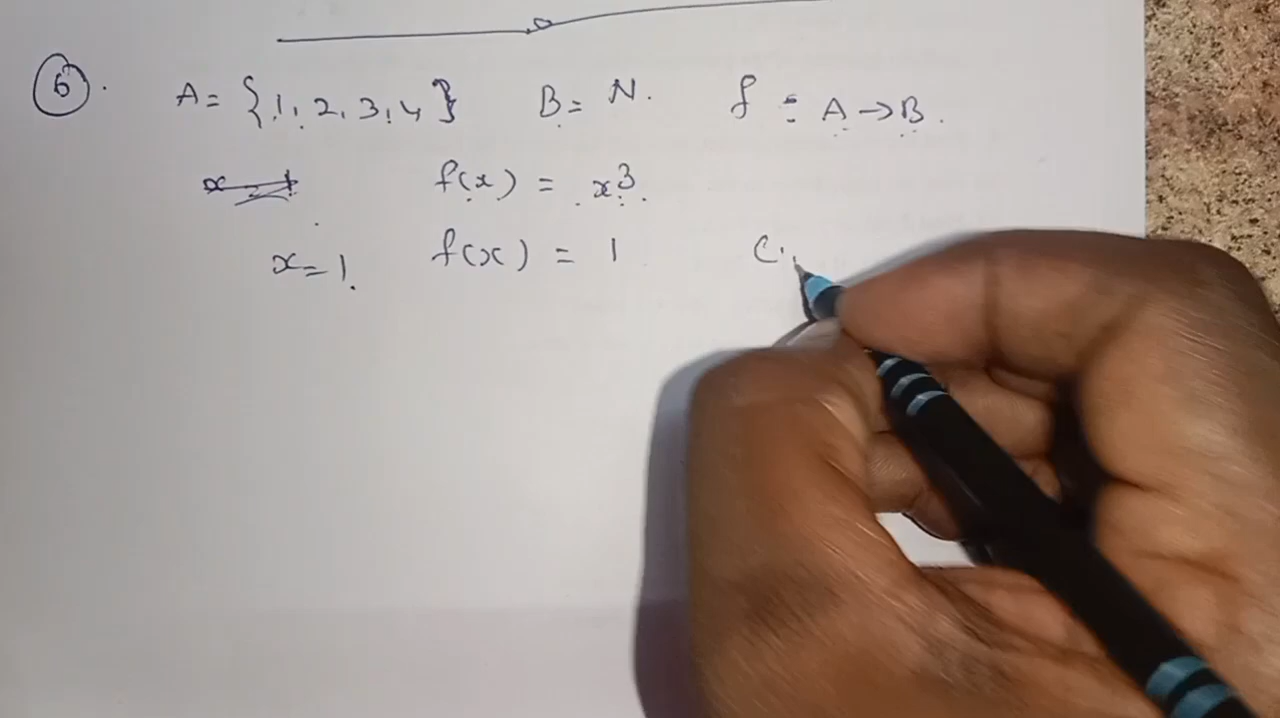 6. A = {1, 2, 3, 4} B = N. f : A → B.
f(x) = x³.
x = 1. f(x) = 1